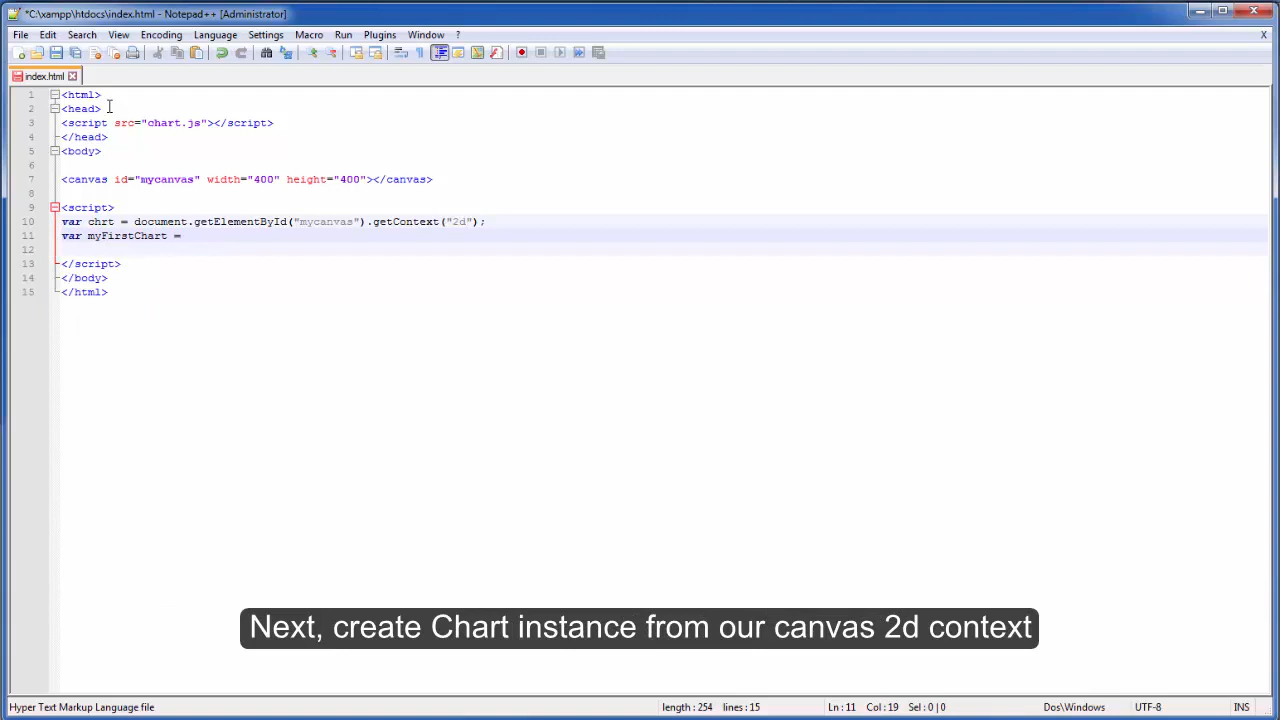 *C:\xampp\htdocs\index.html - Notepad++ [Administrator]
File Edit Search View Encoding Language Settings Macro Run Plugins Window ? X
index.html
1 <html>
2 <head>
3 <script src="chart.js"></script>
4 </head>
5 <body>
6
7 <canvas id="mycanvas" width="400" height="400"></canvas>
8
9 <script>
10 var chrt = document.getElementById("mycanvas").getContext("2d");
11 var myFirstChart =
12
13 </script>
14 </body>
15 </html>
Next, create Chart instance from our canvas 2d context
Hyper Text Markup Language file length : 254 lines : 15 Ln : 11 Col : 19 Sel : 0 | 0 Dos\Windows UTF-8 INS